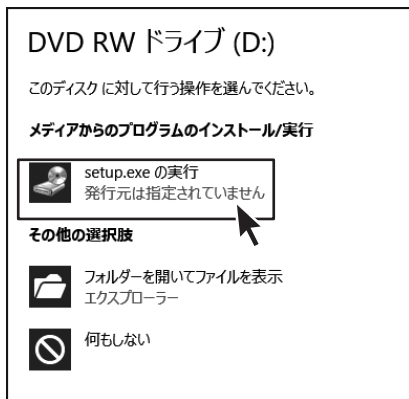 DVD RW ドライブ (D:)
このディスク に対して行う操作を選んでください。
メディアからのプログラムのインストール/実行
setup.exe の実行
発行元は指定されていません
その他の選択肢
フォルダーを開いてファイルを表示
エクスプローラー
何もしない